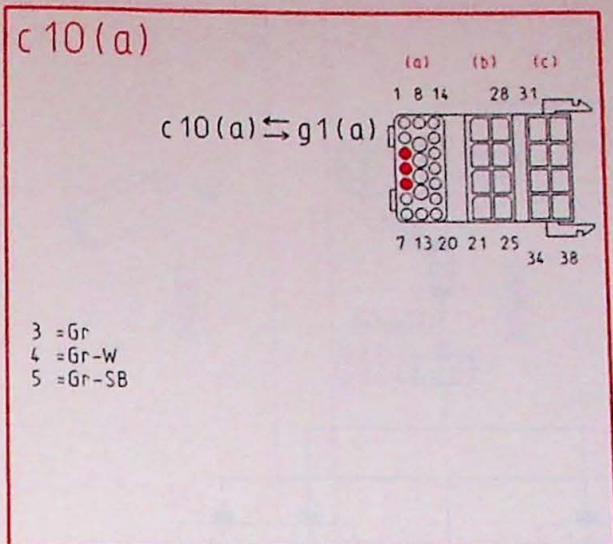 c 10 (a)
(a) (b) (c)
1 8 14 28 31
c 10 (a) ⇆ g 1 (a)
7 13 20 21 25
34 38
3 =Gr
4 =Gr-W
5 =Gr-SB